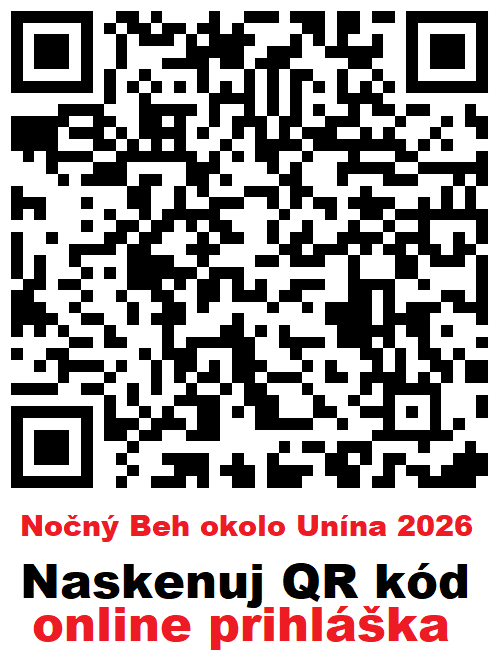 Nočný Beh okolo Unína 2026
Naskenuj QR kód
online prihláška